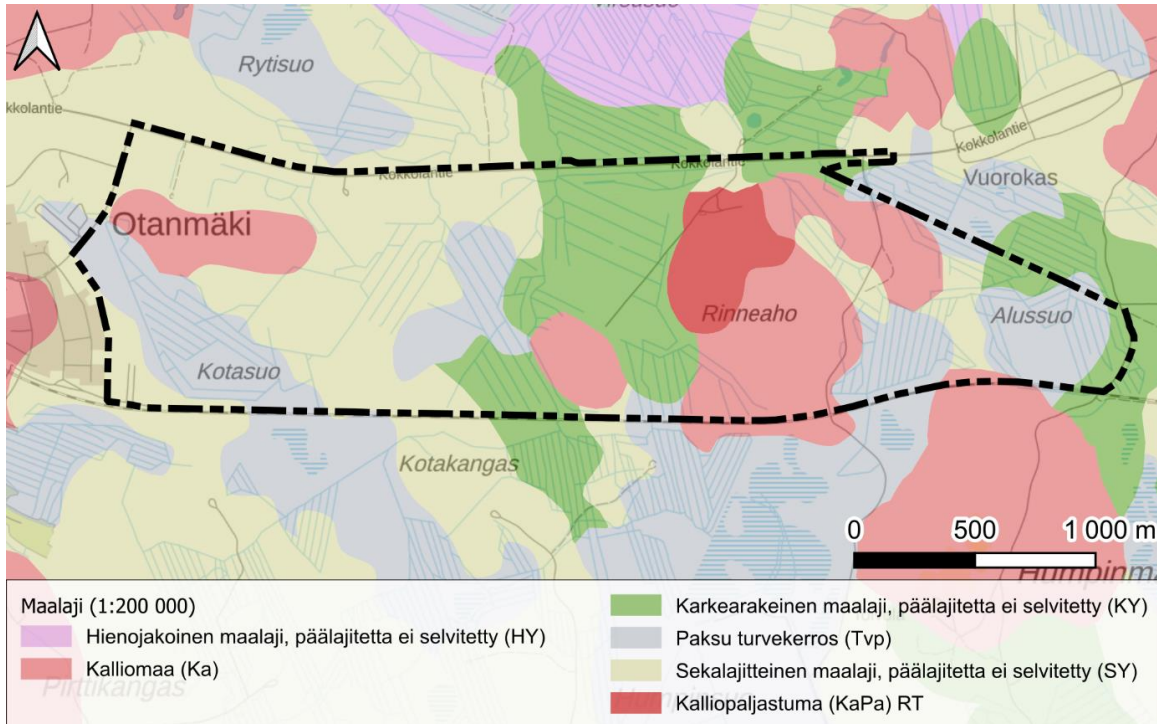 Rytisuo
Kokkolantie
Kokkolantie
Kokkolantie
Kokkolantie
Vuorokas
Otanmäki
Rinneaho
Alussuo
Kotasuo
Kotakangas
0 500 1 000 m
Maalaji (1:200 000)
Hienojakoinen maalaji, päälajitetta ei selvitetty (HY)
Kalliomaa (Ka)
Karkearakeinen maalaji, päälajitetta ei selvitetty (KY)
Paksu turvekerros (Tvp)
Sekalajitteinen maalaji, päälajitetta ei selvitetty (SY)
Kalliopaljastuma (KaPa) RT
Pirttikangas
Humpinsuo